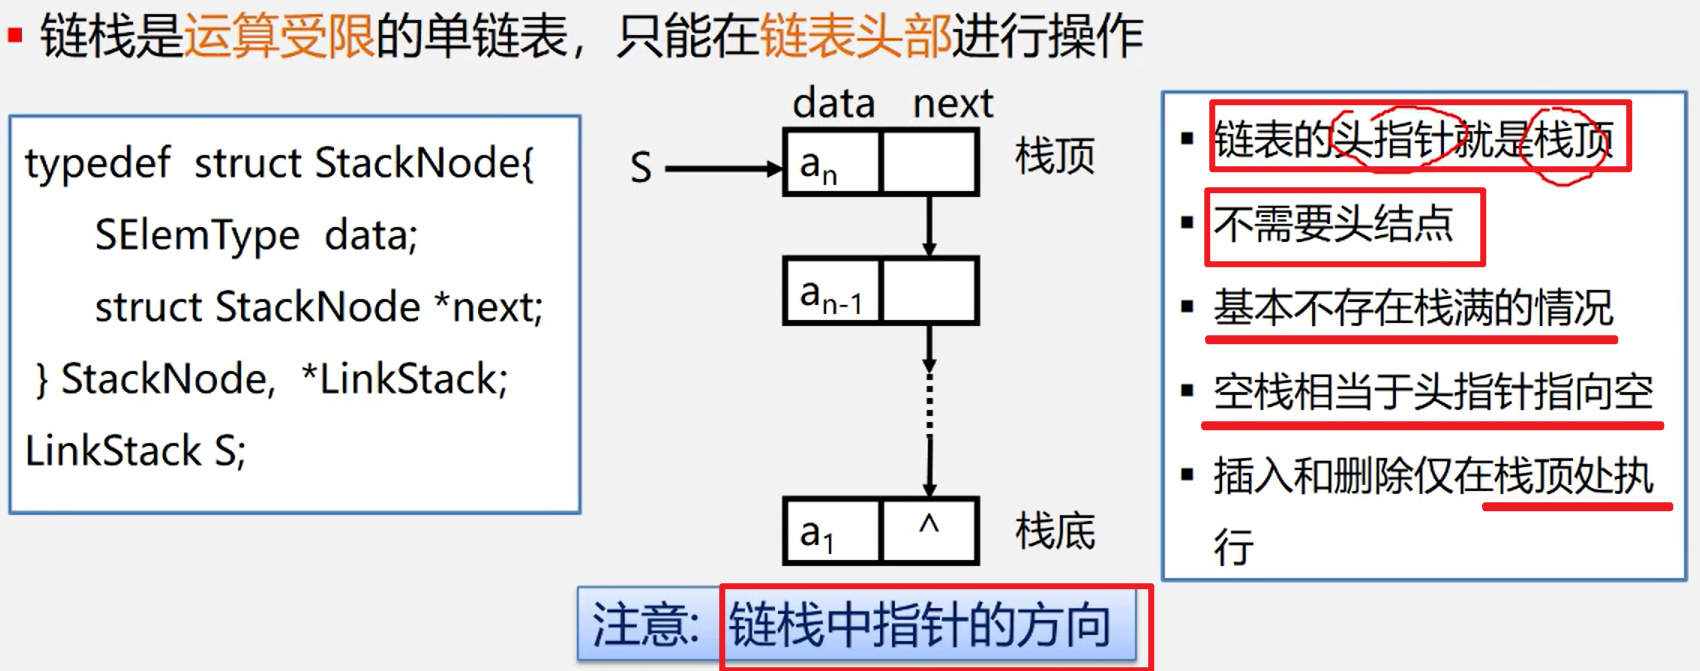 ▪ 链栈是运算受限的单链表，只能在链表头部进行操作
typedef struct StackNode{
SElemType data;
struct StackNode *next;
} StackNode, *LinkStack;
LinkStack S;
data next
S
aₙ
栈顶
aₙ₋₁
a₁ ^
栈底
▪ 链表的头指针就是栈顶
▪ 不需要头结点
▪ 基本不存在栈满的情况
▪ 空栈相当于头指针指向空
▪ 插入和删除仅在栈顶处执
行
注意: 链栈中指针的方向